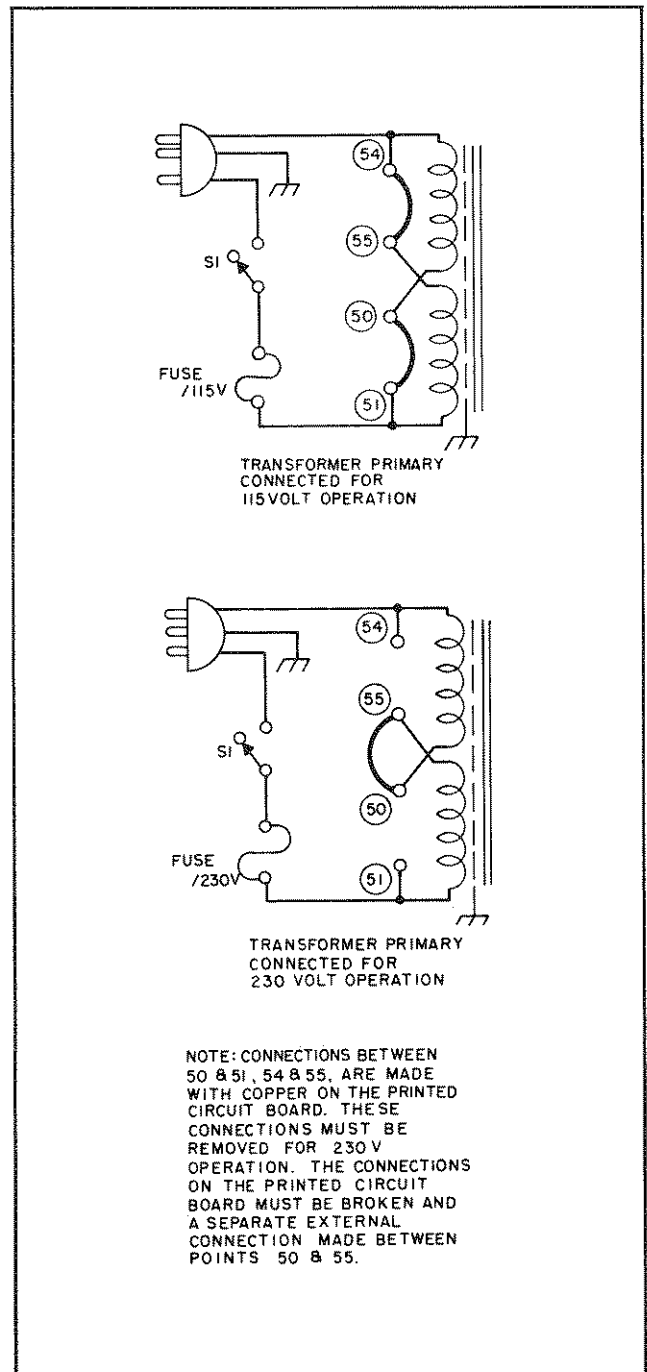 54
55
S1
50
FUSE
/115V
51
TRANSFORMER PRIMARY
CONNECTED FOR
115VOLT OPERATION
54
55
S1
50
FUSE
/230V
51
TRANSFORMER PRIMARY
CONNECTED FOR
230 VOLT OPERATION
NOTE: CONNECTIONS BETWEEN
50 & 51, 54 & 55, ARE MADE
WITH COPPER ON THE PRINTED
CIRCUIT BOARD. THESE
CONNECTIONS MUST BE
REMOVED FOR 230 V
OPERATION. THE CONNECTIONS
ON THE PRINTED CIRCUIT
BOARD MUST BE BROKEN AND
A SEPARATE EXTERNAL
CONNECTION MADE BETWEEN
POINTS 50 & 55.